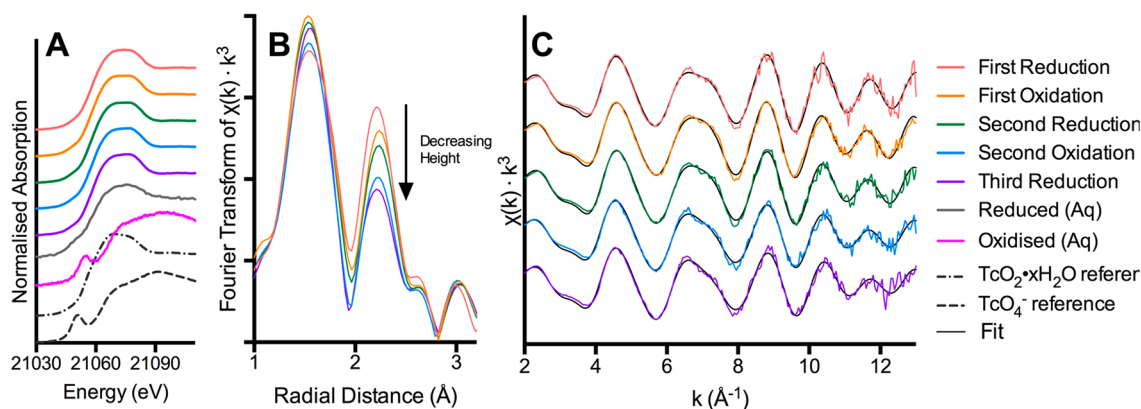 A
Normalised Absorption
21030 21060 21090
Energy (eV)
B
Fourier Transform of χ(k) · k³
Decreasing
Height
1 2 3
Radial Distance (Å)
C
χ(k) · k³
2 4 6 8 10 12
k (Å⁻¹)
First Reduction
First Oxidation
Second Reduction
Second Oxidation
Third Reduction
Reduced (Aq)
Oxidised (Aq)
TcO₂•xH₂O referer
TcO₄⁻ reference
Fit